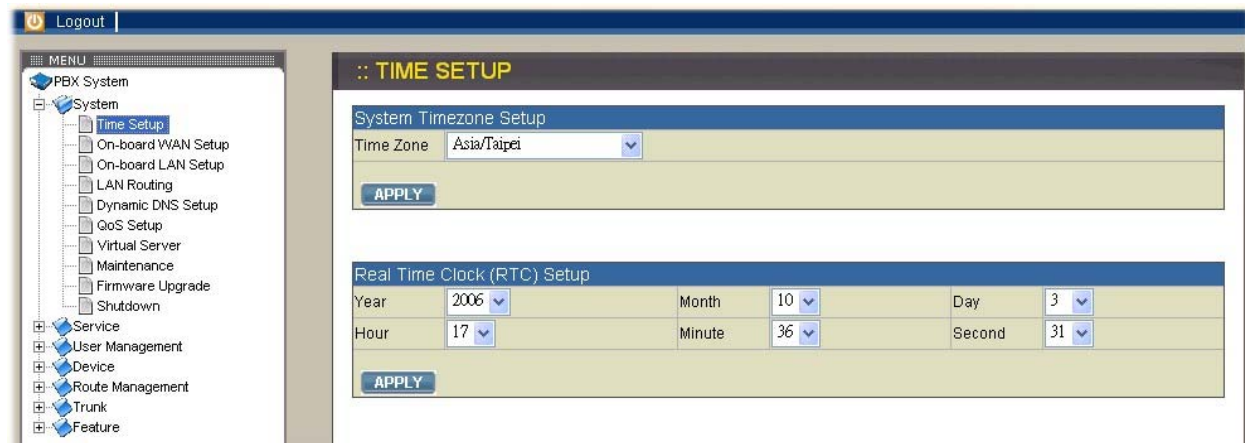 Logout
MENU
PBX System
System
Time Setup
On-board WAN Setup
On-board LAN Setup
LAN Routing
Dynamic DNS Setup
QoS Setup
Virtual Server
Maintenance
Firmware Upgrade
Shutdown
Service
User Management
Device
Route Management
Trunk
Feature
:: TIME SETUP
System Timezone Setup
Time Zone Asia/Taipei
APPLY
Real Time Clock (RTC) Setup
Year 2006 Month 10 Day 3
Hour 17 Minute 36 Second 31
APPLY